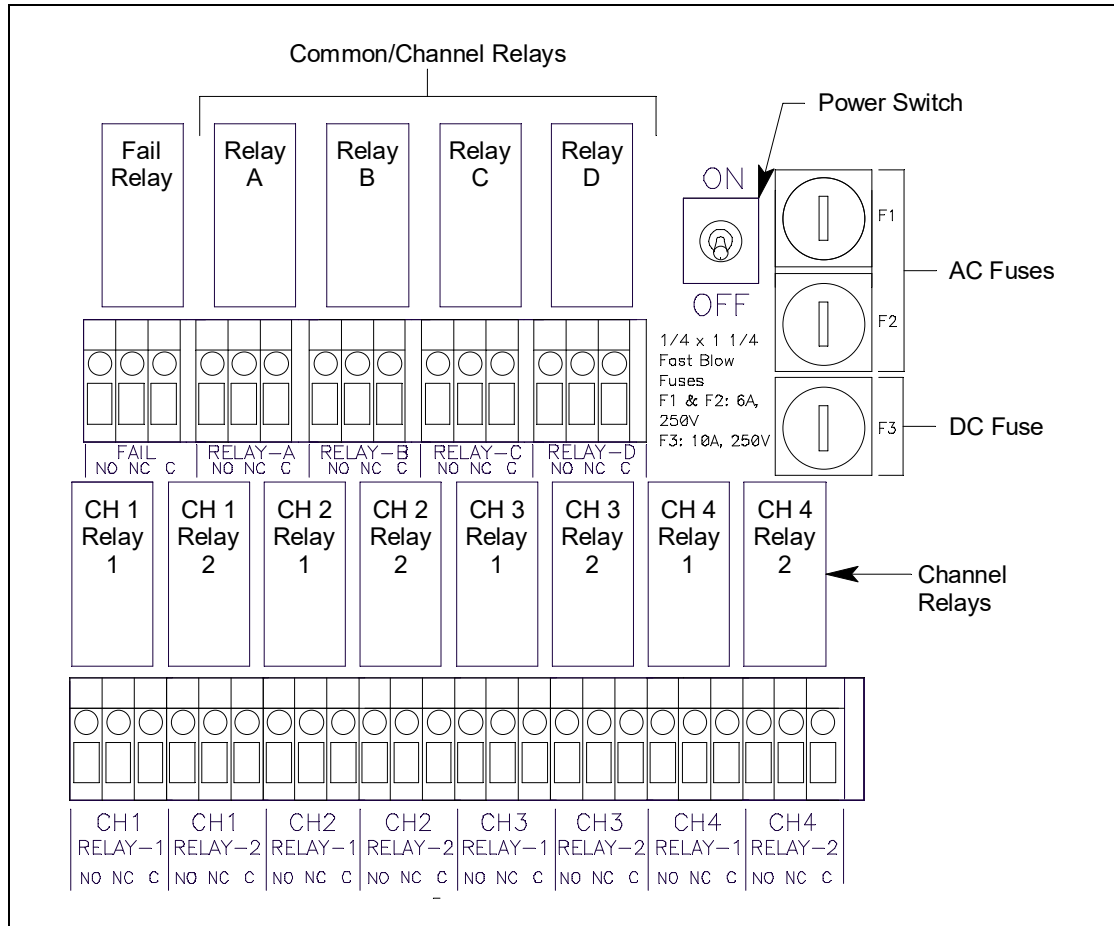 Common/Channel Relays
Power Switch
Fail
Relay
Relay
A
Relay
B
Relay
C
Relay
D
ON
OFF
F1
AC Fuses
F2
1/4 x 1 1/4
Fast Blow
Fuses
F1 & F2: 6A,
250V
F3: 10A, 250V
F3
DC Fuse
FAIL RELAY-A RELAY-B RELAY-C RELAY-D
NO NC C NO NC C NO NC C NO NC C NO NC C
CH 1
Relay
1
CH 1
Relay
2
CH 2
Relay
1
CH 2
Relay
2
CH 3
Relay
1
CH 3
Relay
2
CH 4
Relay
1
CH 4
Relay
2
Channel
Relays
CH1 CH1 CH2 CH2 CH3 CH3 CH4 CH4
RELAY-1 RELAY-2 RELAY-1 RELAY-2 RELAY-1 RELAY-2 RELAY-1 RELAY-2
NO NC C NO NC C NO NC C NO NC C NO NC C NO NC C NO NC C NO NC C